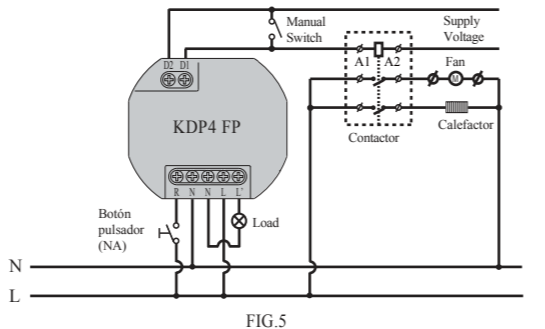 Manual
Switch
Supply
Voltage
D2 D1
A1 A2
Fan
M
KDP4 FP
Contactor
Calefactor
R N N L L'
Botón
pulsador
(NA)
Load
N
L
FIG.5